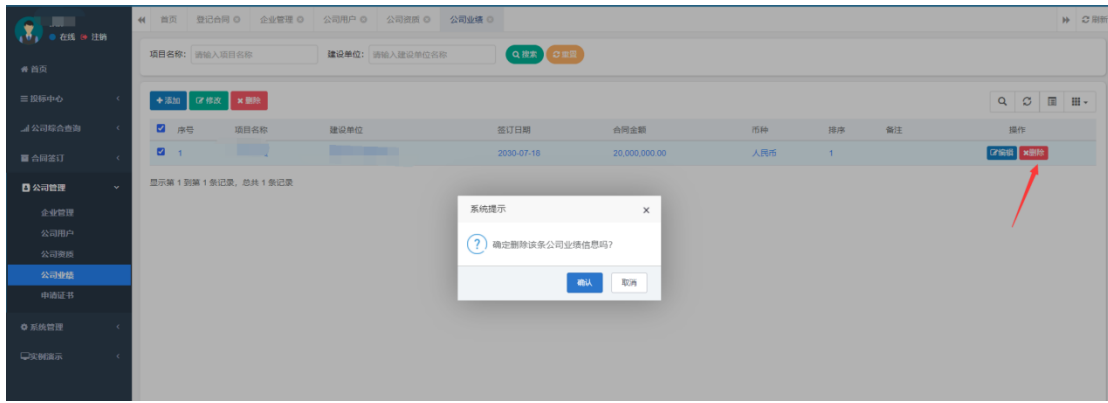 首页 登记合同 企业管理 公司用户 公司资质 公司业绩 刷新
在线 注销
项目名称: 请输入项目名称 建设单位: 请输入建设单位名称 搜索 重置
首页
投标中心
添加 修改 删除
公司综合查询
序号 项目名称 建设单位 签订日期 合同金额 币种 排序 备注 操作
合同签订
1 2030-07-18 20,000,000.00 人民币 1 编辑 删除
公司管理
显示第 1 到第 1 条记录,总共 1 条记录
企业管理
公司用户
公司资质
公司业绩
申请证书
系统管理
实例演示
系统提示
确定删除该条公司业绩信息吗?
确认 取消